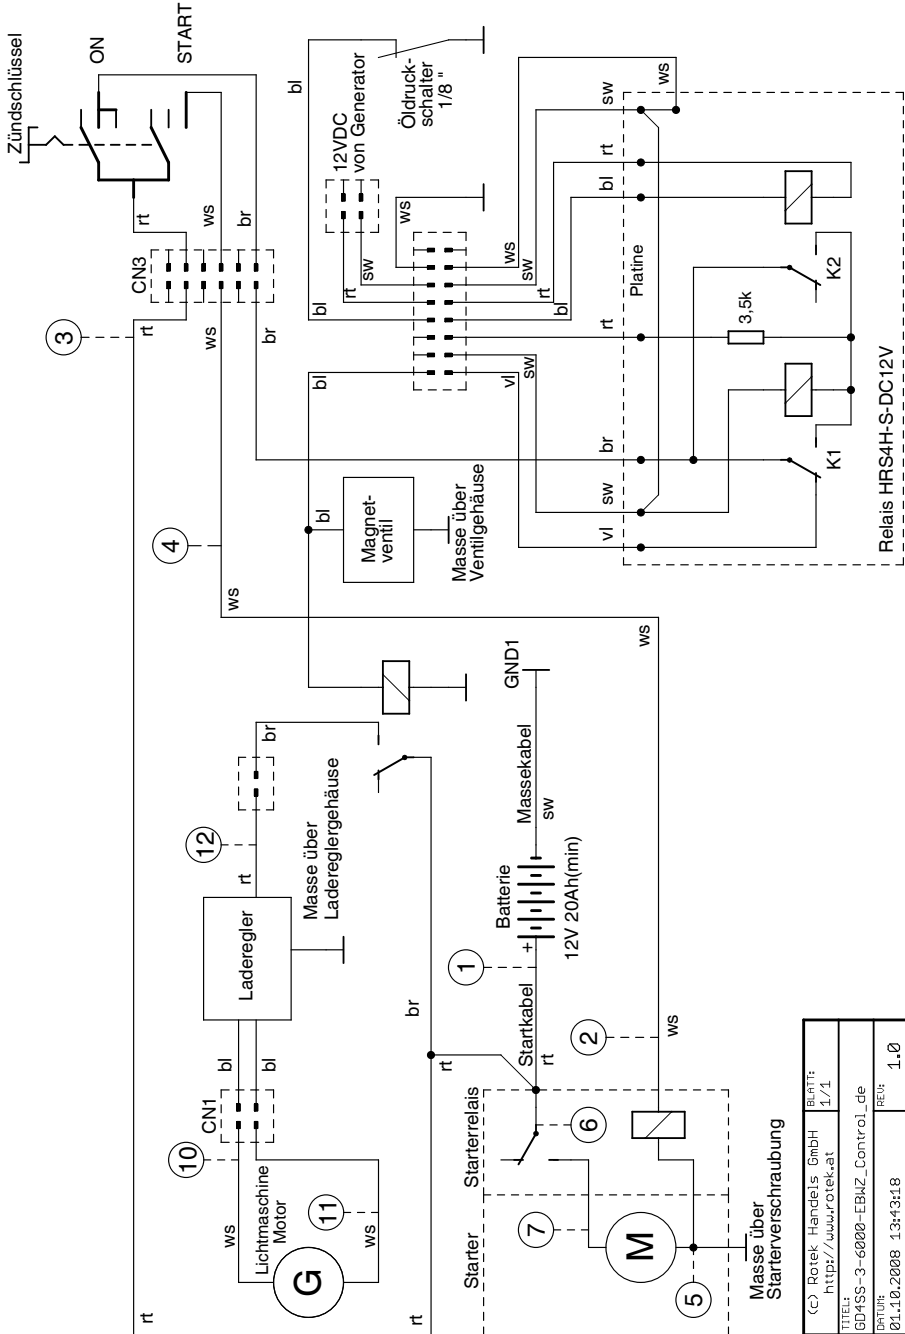 Zündschlüssel
ON
START
rt
ws
br
CN3
3
rt
ws
br
4
ws
bl
Öldruck-
schalter
1/8 "
12VDC
von Generator
rt
sw
ws
bl
bl
ws
sw
rt
bl
rt
sw
vl
ws
sw
rt
bl
rt
br
sw
vl
Platine
3,5k
K2
K1
Relais HRS4H-S-DC12V
bl
Magnet-
ventil
Masse über
Ventilgehäuse
ws
GND1
Massekabel
sw
Batterie
+
12V 20Ah(min)
1
Startkabel
rt
br
12
rt
Laderegler
Masse über
Ladereglergehäuse
bl
bl
CN1
10
11
ws
ws
Lichtmaschine
Motor
G
br
rt
rt
rt
2
ws
Starterrelais
6
Starter
7
M
5
Masse über
Starterverschraubung
(c) Rotek Handels GmbH
http://www.rotek.at
BLATT:
1/1
TITEL:
GD4SS-3-6000-EBWZ_Control_de
DATUM:
01.10.2008 13:43:18
REV:
1.0